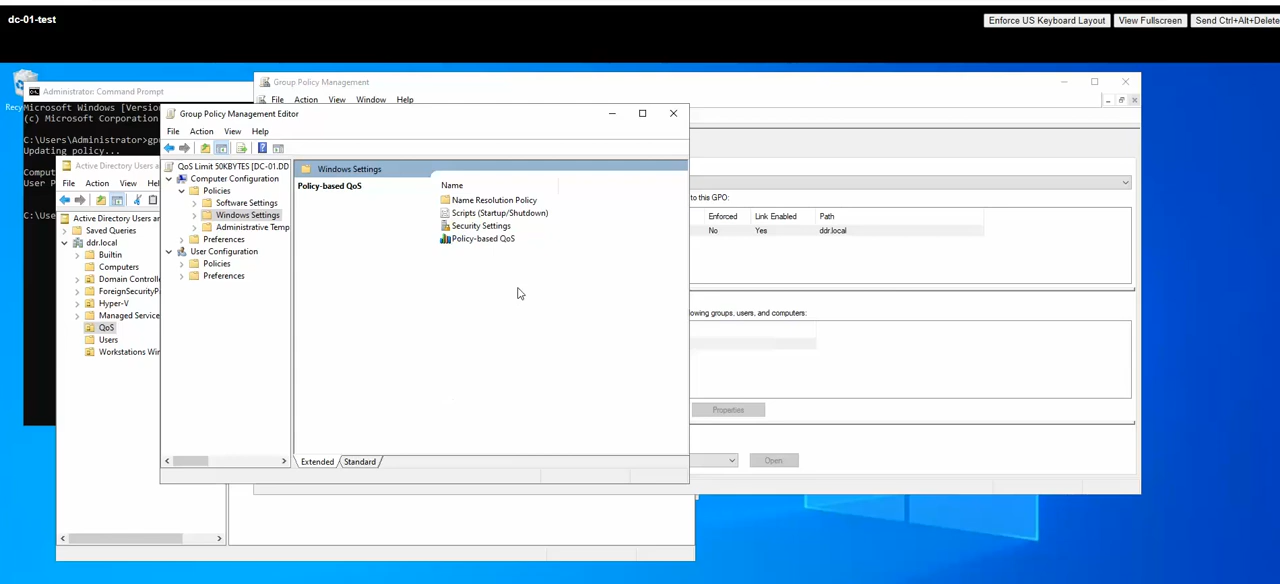 dc-01-test
Enforce US Keyboard Layout
View Fullscreen
Send Ctrl+Alt+Delete
Recy
Administrator: Command Prompt
Microsoft Windows [Versio
(c) Microsoft Corporation
C:\Users\Administrator>gp
Updating policy...
Comput
User P
C:\Use
Group Policy Management
File Action View Window Help
to this GPO:
Enforced Link Enabled Path
No Yes ddr.local
owing groups, users, and computers:
Properties
Open
Active Directory Users a
File Action View He
Active Directory Users and
Saved Queries
ddr.local
Builtin
Computers
Domain Controlle
ForeignSecurityP
Hyper-V
Managed Service
QoS
Users
Workstations Win
Group Policy Management Editor
File Action View Help
QoS Limit 50KBYTES [DC-01.DD
Computer Configuration
Policies
Software Settings
Windows Settings
Administrative Temp
Preferences
User Configuration
Policies
Preferences
Windows Settings
Policy-based QoS
Name
Name Resolution Policy
Scripts (Startup/Shutdown)
Security Settings
Policy-based QoS
Extended Standard